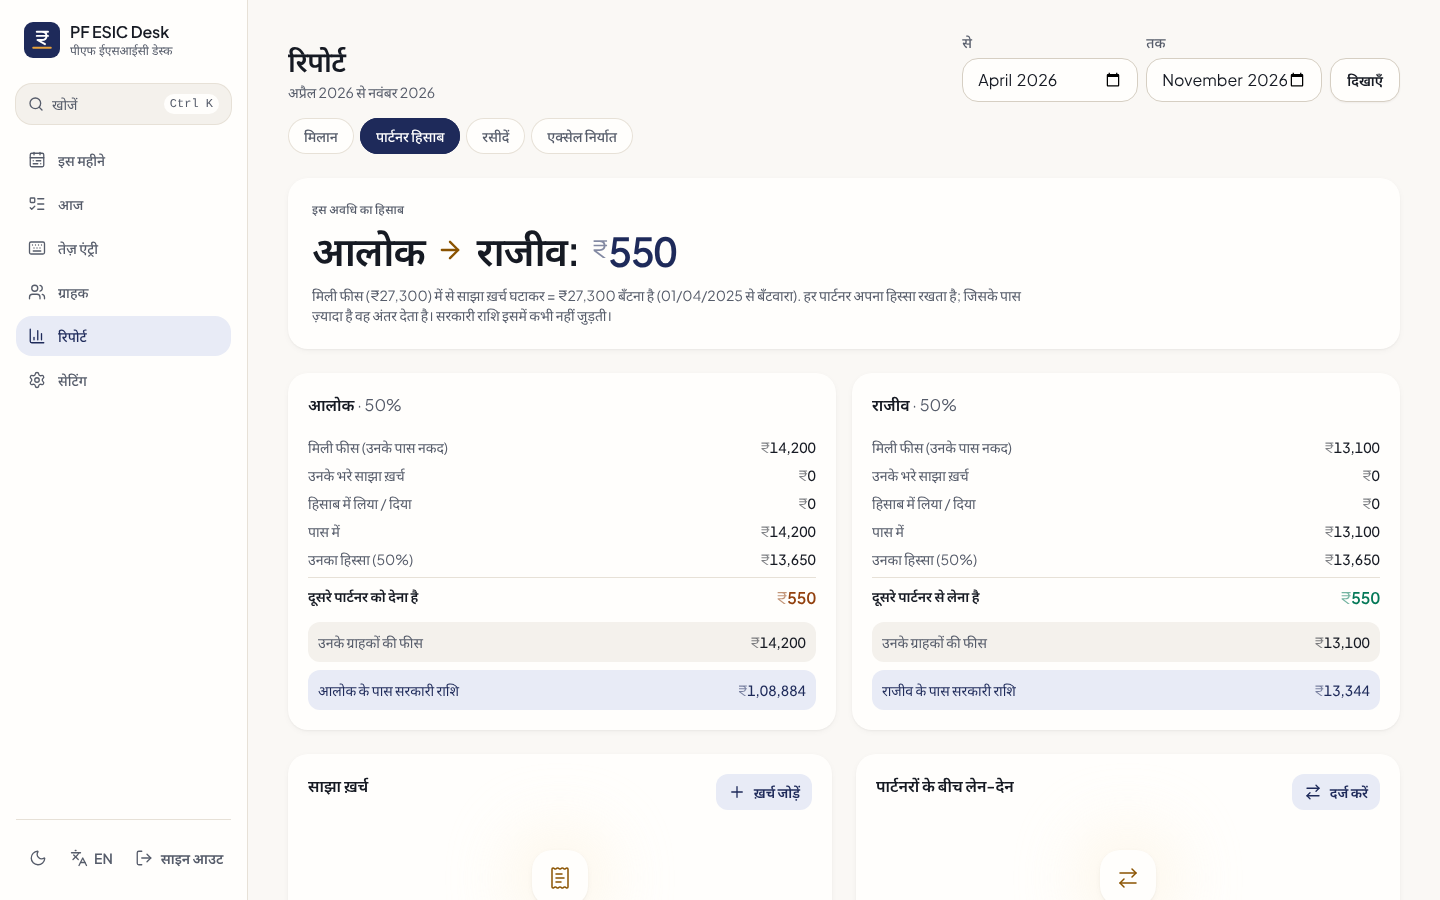 PF ESIC Desk
पीएफ ईएसआईसी डेस्क
खोजें Ctrl K
इस महीने
आज
तेज़ एंट्री
ग्राहक
रिपोर्ट
सेटिंग
EN साइन आउट
रिपोर्ट
अप्रैल 2026 से नवंबर 2026
से तक
April 2026 November 2026 दिखाएँ
मिलान पार्टनर हिसाब रसीदें एक्सेल निर्यात
इस अवधि का हिसाब
आलोक → राजीव: ₹550
मिली फीस (₹27,300) में से साझा ख़र्च घटाकर = ₹27,300 बँटना है (01/04/2025 से बँटवारा). हर पार्टनर अपना हिस्सा रखता है; जिसके पास
ज़्यादा है वह अंतर देता है। सरकारी राशि इसमें कभी नहीं जुड़ती।
आलोक · 50%
मिली फीस (उनके पास नकद) ₹14,200
उनके भरे साझा ख़र्च ₹0
हिसाब में लिया / दिया ₹0
पास में ₹14,200
उनका हिस्सा (50%) ₹13,650
दूसरे पार्टनर को देना है ₹550
उनके ग्राहकों की फीस ₹14,200
आलोक के पास सरकारी राशि ₹1,08,884
राजीव · 50%
मिली फीस (उनके पास नकद) ₹13,100
उनके भरे साझा ख़र्च ₹0
हिसाब में लिया / दिया ₹0
पास में ₹13,100
उनका हिस्सा (50%) ₹13,650
दूसरे पार्टनर से लेना है ₹550
उनके ग्राहकों की फीस ₹13,100
राजीव के पास सरकारी राशि ₹13,344
साझा ख़र्च ख़र्च जोड़ें
पार्टनरों के बीच लेन-देन दर्ज करें